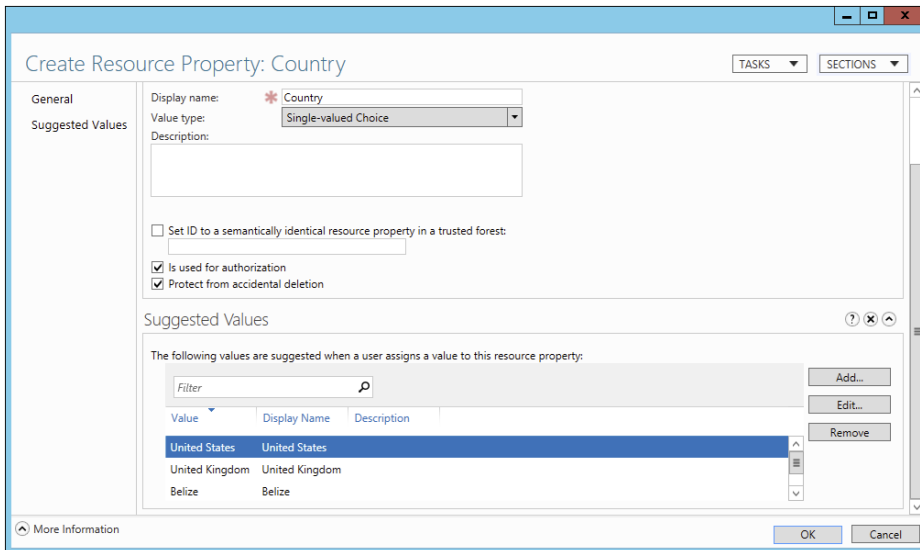 Create Resource Property: Country
TASKS
SECTIONS
General
Suggested Values
Display name:
Country
Value type:
Single-valued Choice
Description:
Set ID to a semantically identical resource property in a trusted forest:
Is used for authorization
Protect from accidental deletion
Suggested Values
The following values are suggested when a user assigns a value to this resource property:
Filter
Value Display Name Description
United States United States
United Kingdom United Kingdom
Belize Belize
Add...
Edit...
Remove
More Information
OK
Cancel